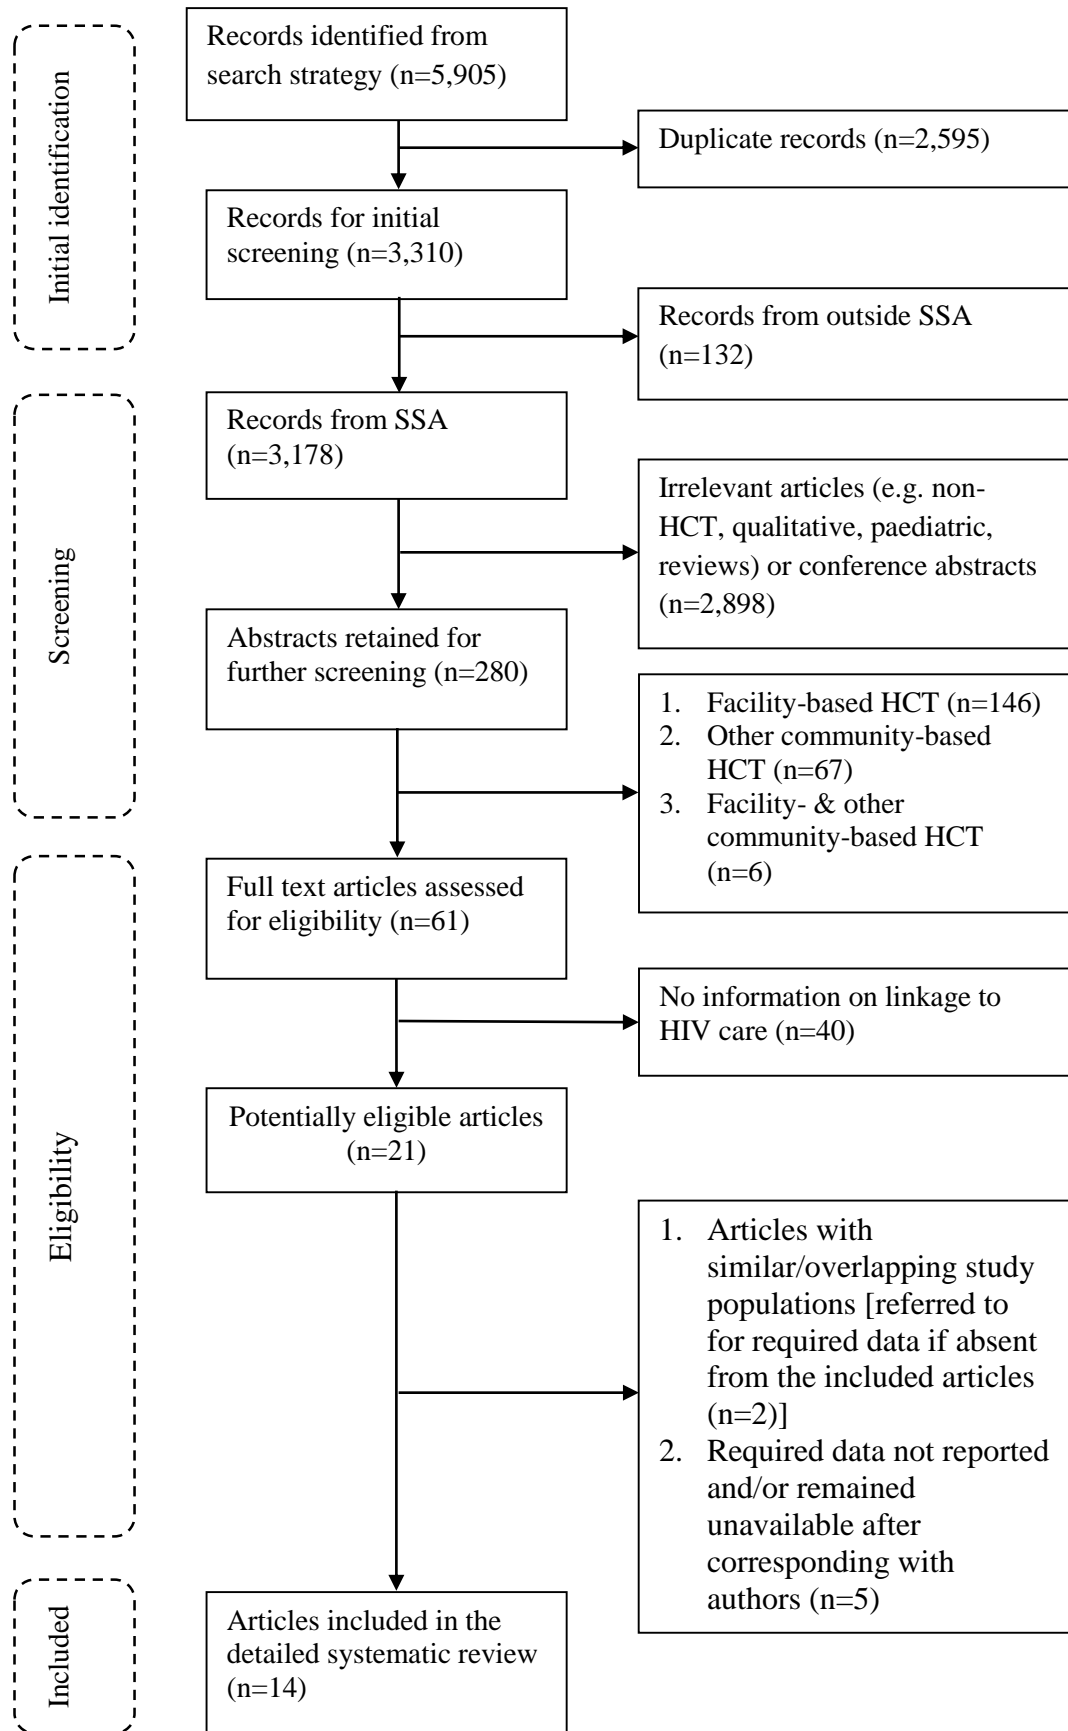 Initial identification
Records identified from
search strategy (n=5,905)
Duplicate records (n=2,595)
Records for initial
screening (n=3,310)
Records from outside SSA
(n=132)
Screening
Records from SSA
(n=3,178)
Irrelevant articles (e.g. non-
HCT, qualitative, paediatric,
reviews) or conference abstracts
(n=2,898)
Abstracts retained for
further screening (n=280)
1. Facility-based HCT (n=146)
2. Other community-based
HCT (n=67)
3. Facility- & other
community-based HCT
(n=6)
Eligibility
Full text articles assessed
for eligibility (n=61)
No information on linkage to
HIV care (n=40)
Potentially eligible articles
(n=21)
1. Articles with
similar/overlapping study
populations [referred to
for required data if absent
from the included articles
(n=2)]
2. Required data not reported
and/or remained
unavailable after
corresponding with
authors (n=5)
Included
Articles included in the
detailed systematic review
(n=14)